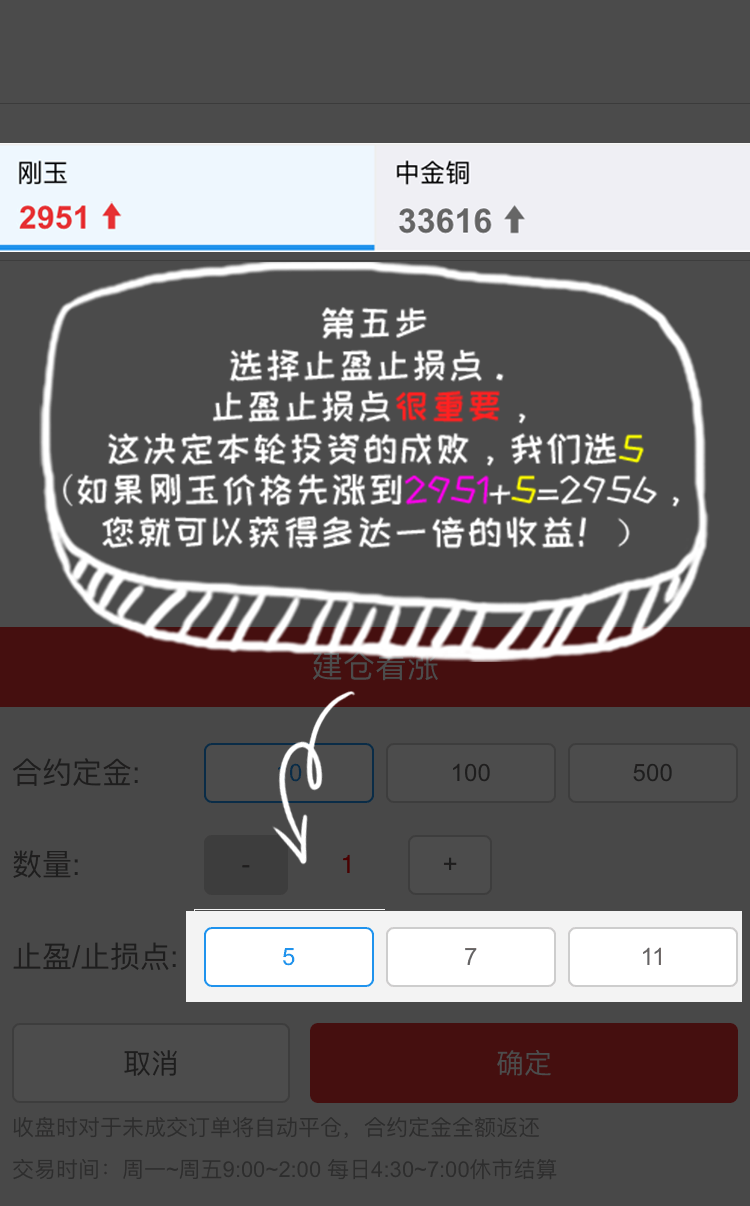 刚玉
2951
中金铜
33616
第五步
选择止盈止损点．
止盈止损点很重要，
这决定本轮投资的成败，我们选5
（如果刚玉价格先涨到2951+5=2956，
您就可以获得多达一倍的收益！）
建仓看涨
合约定金: 10 100 500
数量: - 1 +
止盈/止损点: 5 7 11
取消 确定
收盘时对于未成交订单将自动平仓，合约定金全额返还
交易时间：周一~周五9:00~2:00 每日4:30~7:00休市结算